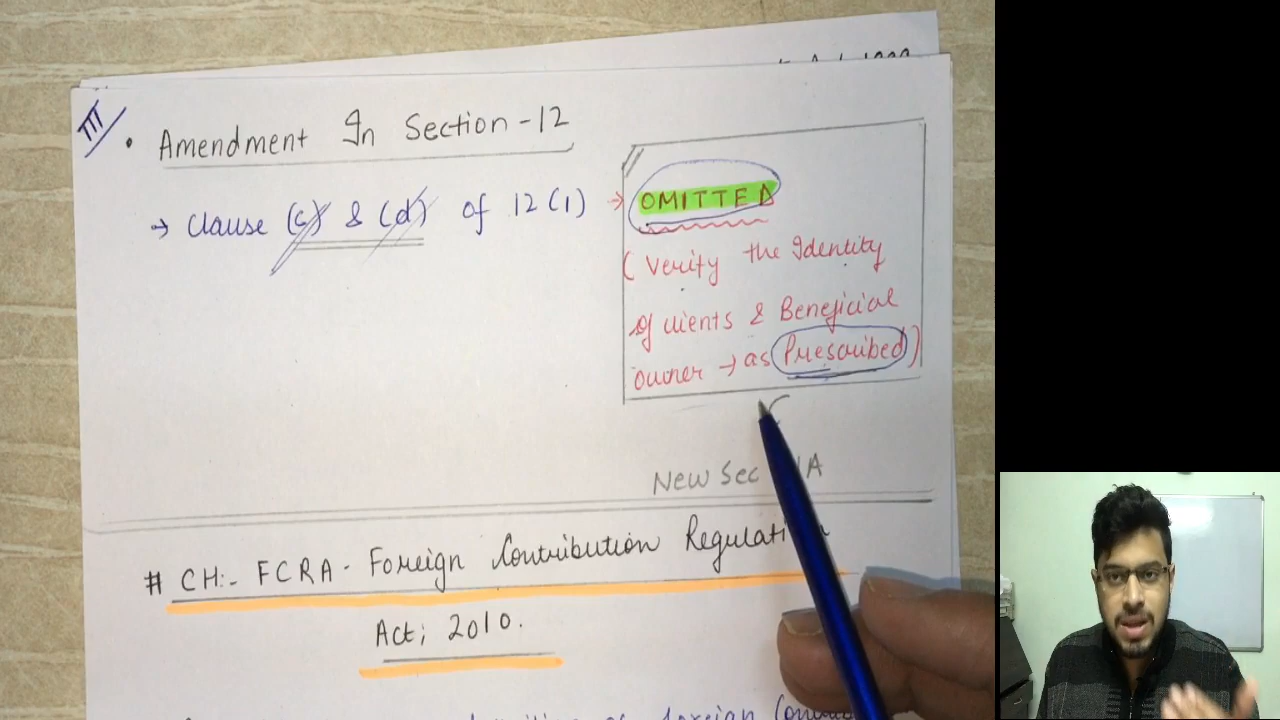 III
• Amendment In Section-12
→ Clause (c) & (d) of 12(1) →
OMITTED
(Verify the Identity
of clients & Beneficial
owner → as Prescribed)
New Sec
# CH:- FCRA - Foreign Contribution Regulation
Act, 2010.